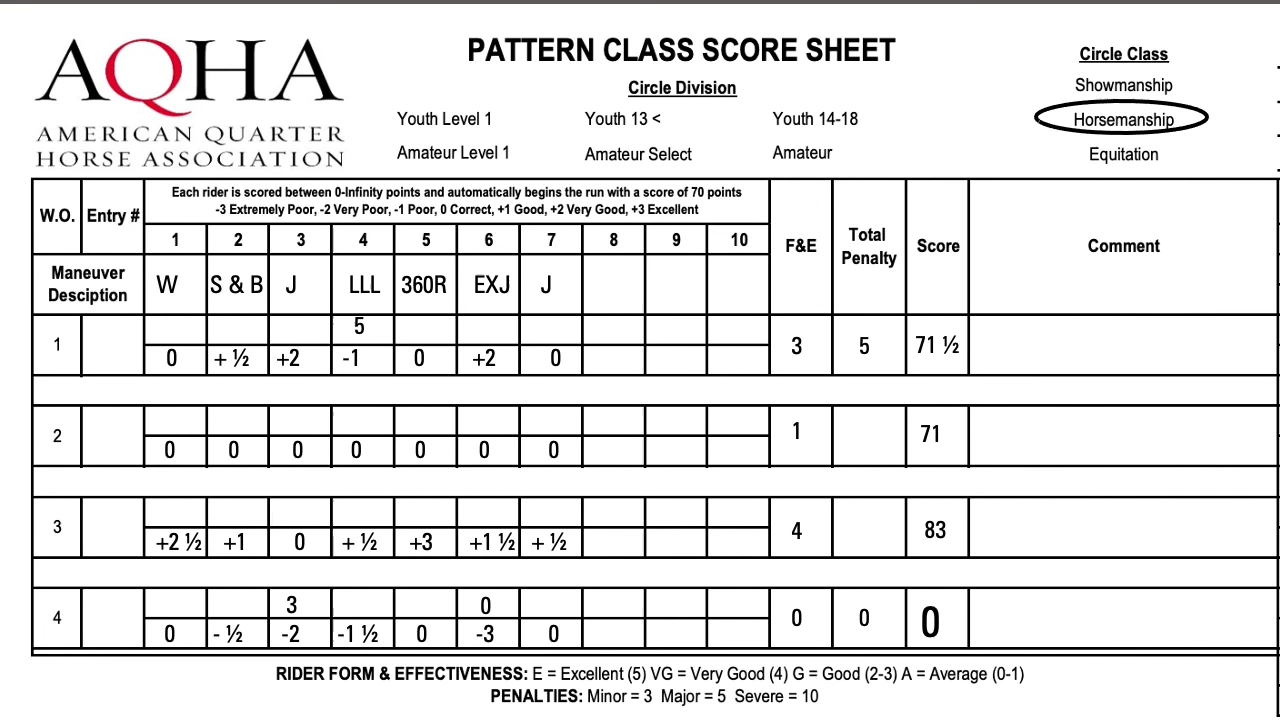 AQHA
AMERICAN QUARTER
HORSE ASSOCIATION
PATTERN CLASS SCORE SHEET
Circle Division
Youth Level 1 Youth 13 < Youth 14-18
Amateur Level 1 Amateur Select Amateur
Circle Class
Showmanship
Horsemanship
Equitation
W.O. Entry # Each rider is scored between 0-Infinity points and automatically begins the run with a score of 70 points
-3 Extremely Poor, -2 Very Poor, -1 Poor, 0 Correct, +1 Good, +2 Very Good, +3 Excellent
1 2 3 4 5 6 7 8 9 10 F&E Total Penalty Score Comment
Maneuver
Desciption
W S & B J LLL 360R EXJ J
5
1 0 + ½ +2 -1 0 +2 0 3 5 71 ½
2 0 0 0 0 0 0 0 1 71
3 +2 ½ +1 0 + ½ +3 +1 ½ + ½ 4 83
3 0
4 0 - ½ -2 -1 ½ 0 -3 0 0 0 0
RIDER FORM & EFFECTIVENESS: E = Excellent (5) VG = Very Good (4) G = Good (2-3) A = Average (0-1)
PENALTIES: Minor = 3 Major = 5 Severe = 10